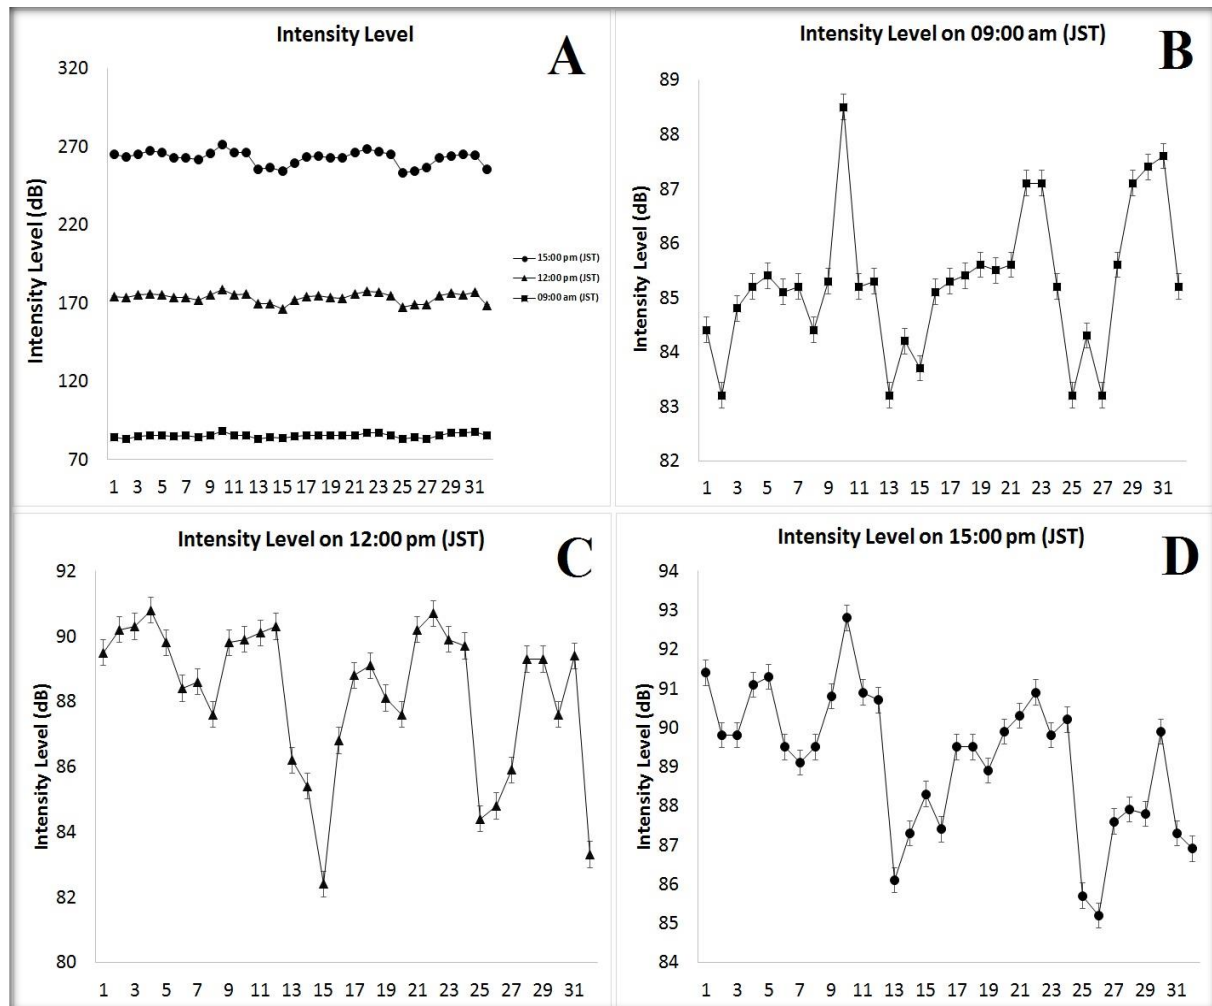 Intensity Level
A
Intensity Level (dB)
320
270
220
170
120
70
1 3 5 7 9 11 13 15 17 19 21 23 25 27 29 31
15:00 pm (JST)
12:00 pm (JST)
09:00 am (JST)
Intensity Level on 09:00 am (JST)
B
Intensity Level (dB)
89
88
87
86
85
84
83
82
1 3 5 7 9 11 13 15 17 19 21 23 25 27 29 31
Intensity Level on 12:00 pm (JST)
C
Intensity Level (dB)
92
90
88
86
84
82
80
1 3 5 7 9 11 13 15 17 19 21 23 25 27 29 31
Intensity Level on 15:00 pm (JST)
D
Intensity Level (dB)
94
93
92
91
90
89
88
87
86
85
84
1 3 5 7 9 11 13 15 17 19 21 23 25 27 29 31